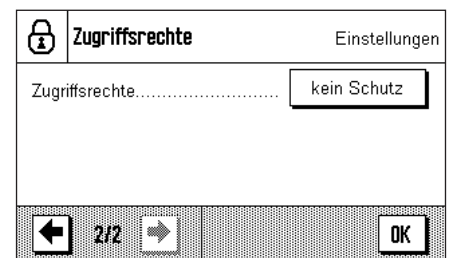 Zugriffsrechte Einstellungen
Zugriffsrechte.......................... kein Schutz
2/2 OK